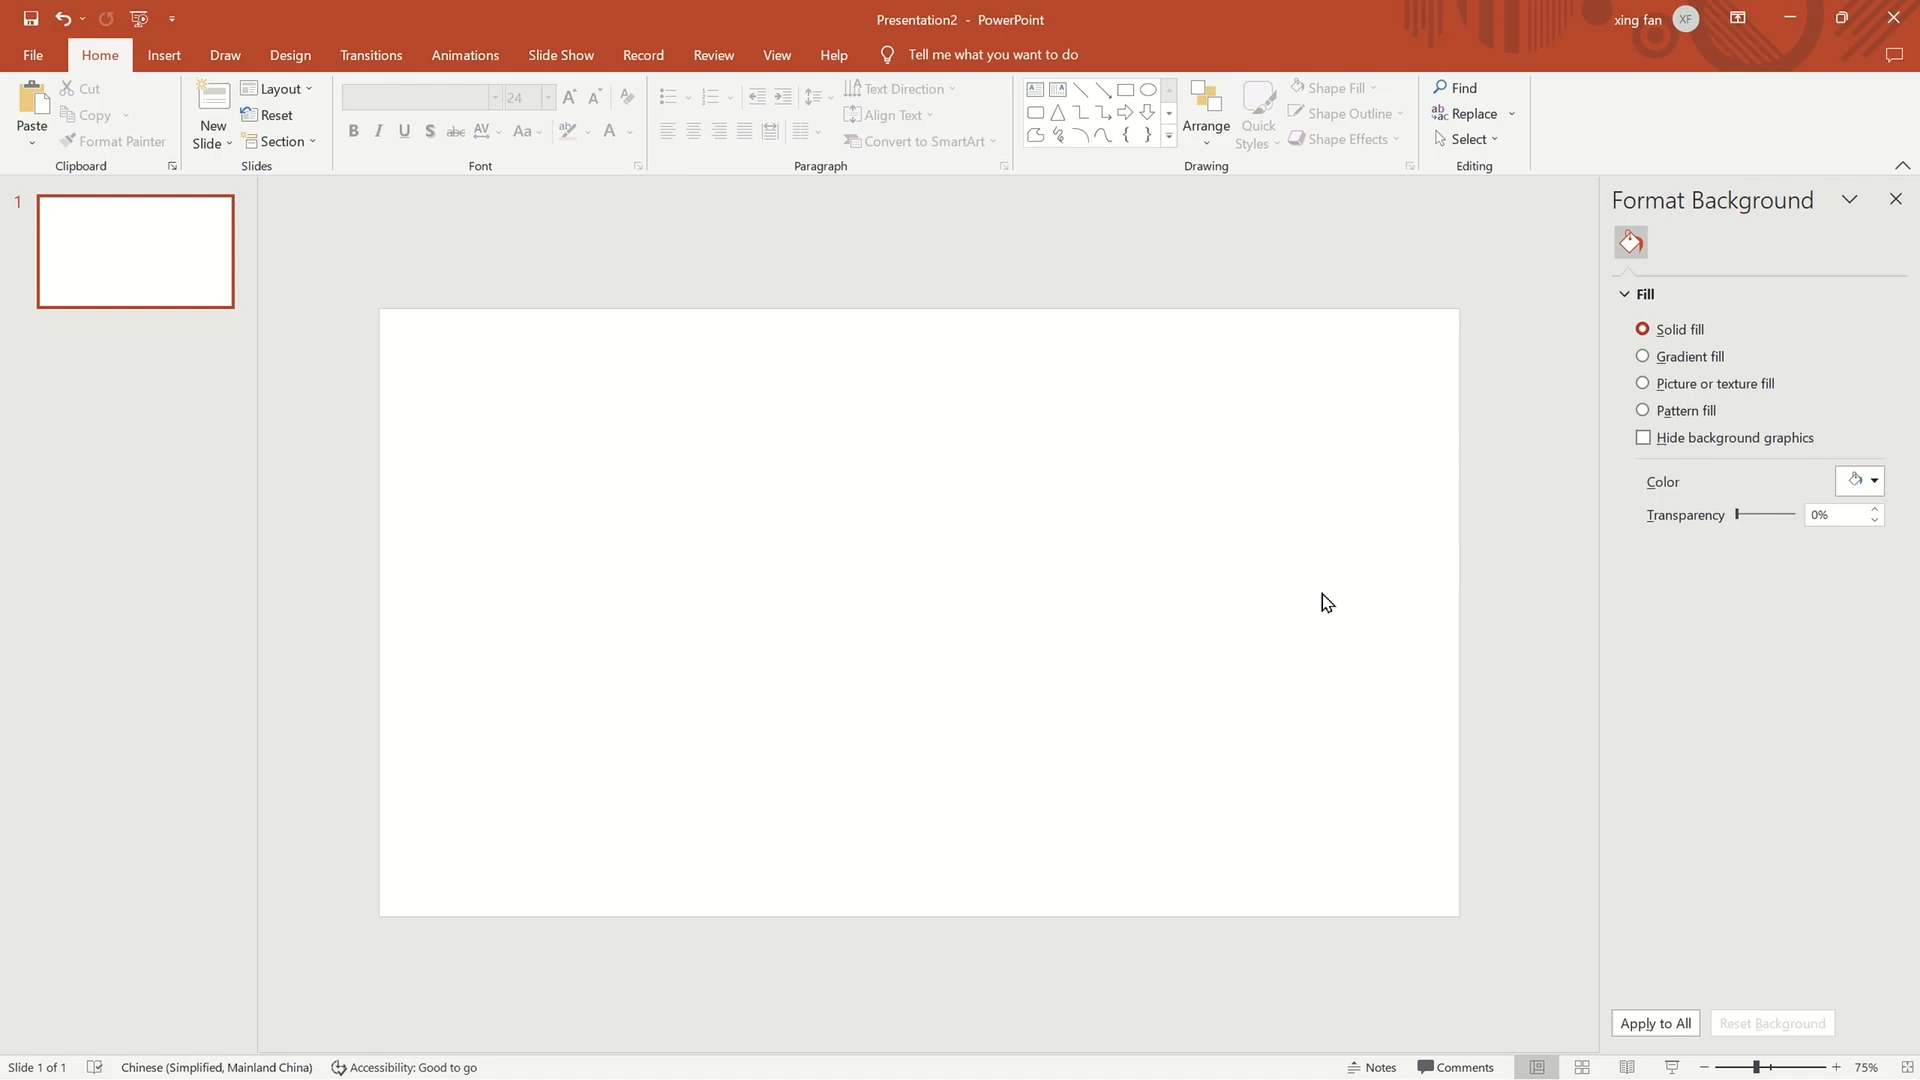 Presentation2 - PowerPoint
xing fan
XF
File
Home
Insert
Draw
Design
Transitions
Animations
Slide Show
Record
Review
View
Help
Tell me what you want to do
Paste
Cut
Copy
Format Painter
Clipboard
New
Slide
Layout
Reset
Section
Slides
24
B
I
U
S
abc
AV
Aa
A
Font
Text Direction
Align Text
Convert to SmartArt
Paragraph
Arrange
Quick
Styles
Shape Fill
Shape Outline
Shape Effects
Drawing
Find
Replace
Select
Editing
1
Format Background
Fill
Solid fill
Gradient fill
Picture or texture fill
Pattern fill
Hide background graphics
Color
Transparency
0%
Apply to All
Reset Background
Slide 1 of 1
Chinese (Simplified, Mainland China)
Accessibility: Good to go
Notes
Comments
75%